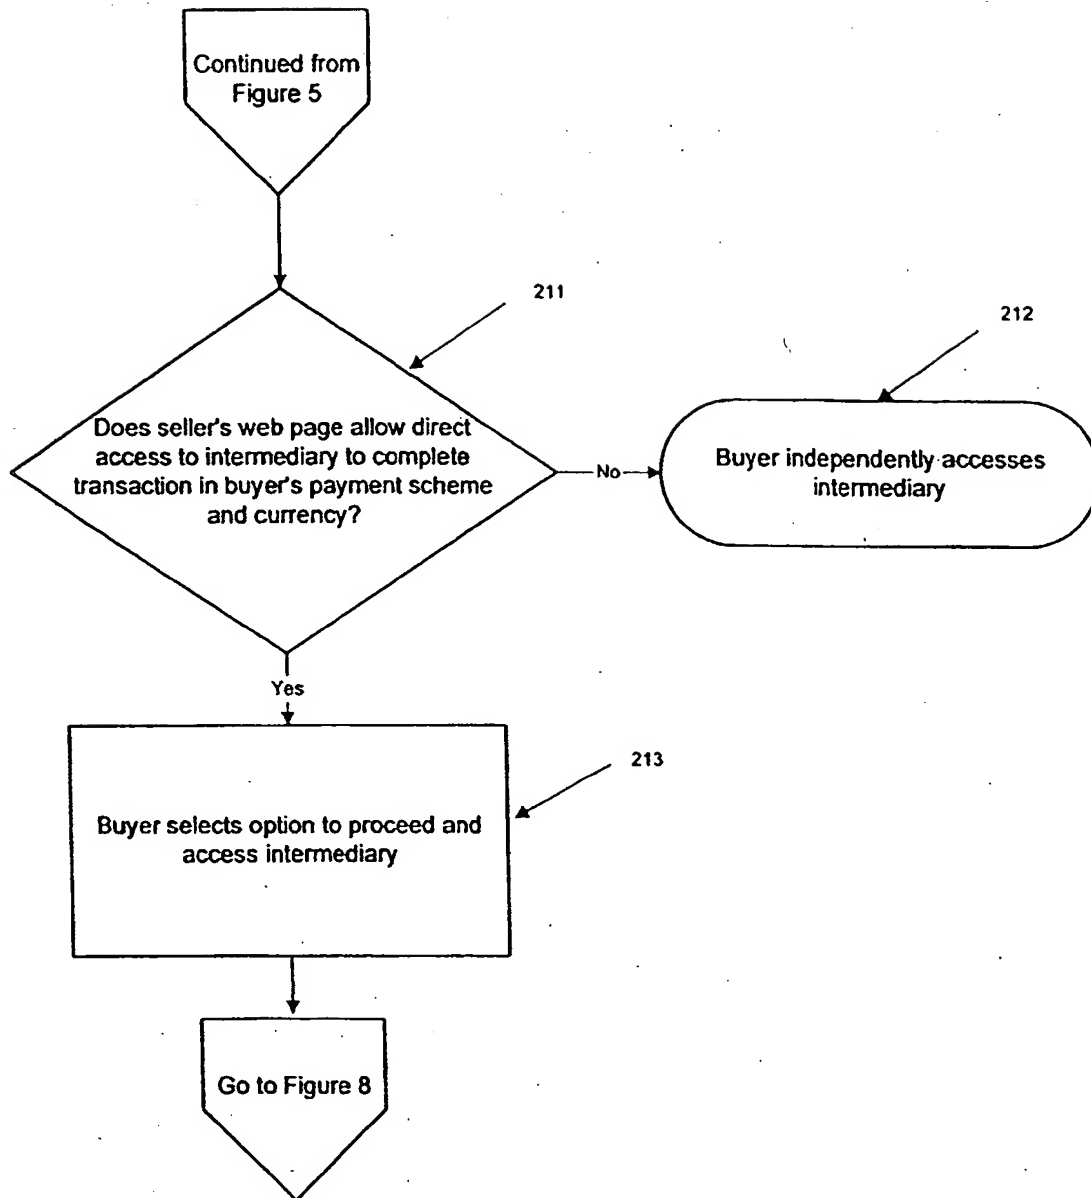 Continued from
Figure 5
211
212
Does seller's web page allow direct
access to intermediary to complete
transaction in buyer's payment scheme
and currency?
No
Buyer independently accesses
intermediary
Yes
213
Buyer selects option to proceed and
access intermediary
Go to Figure 8